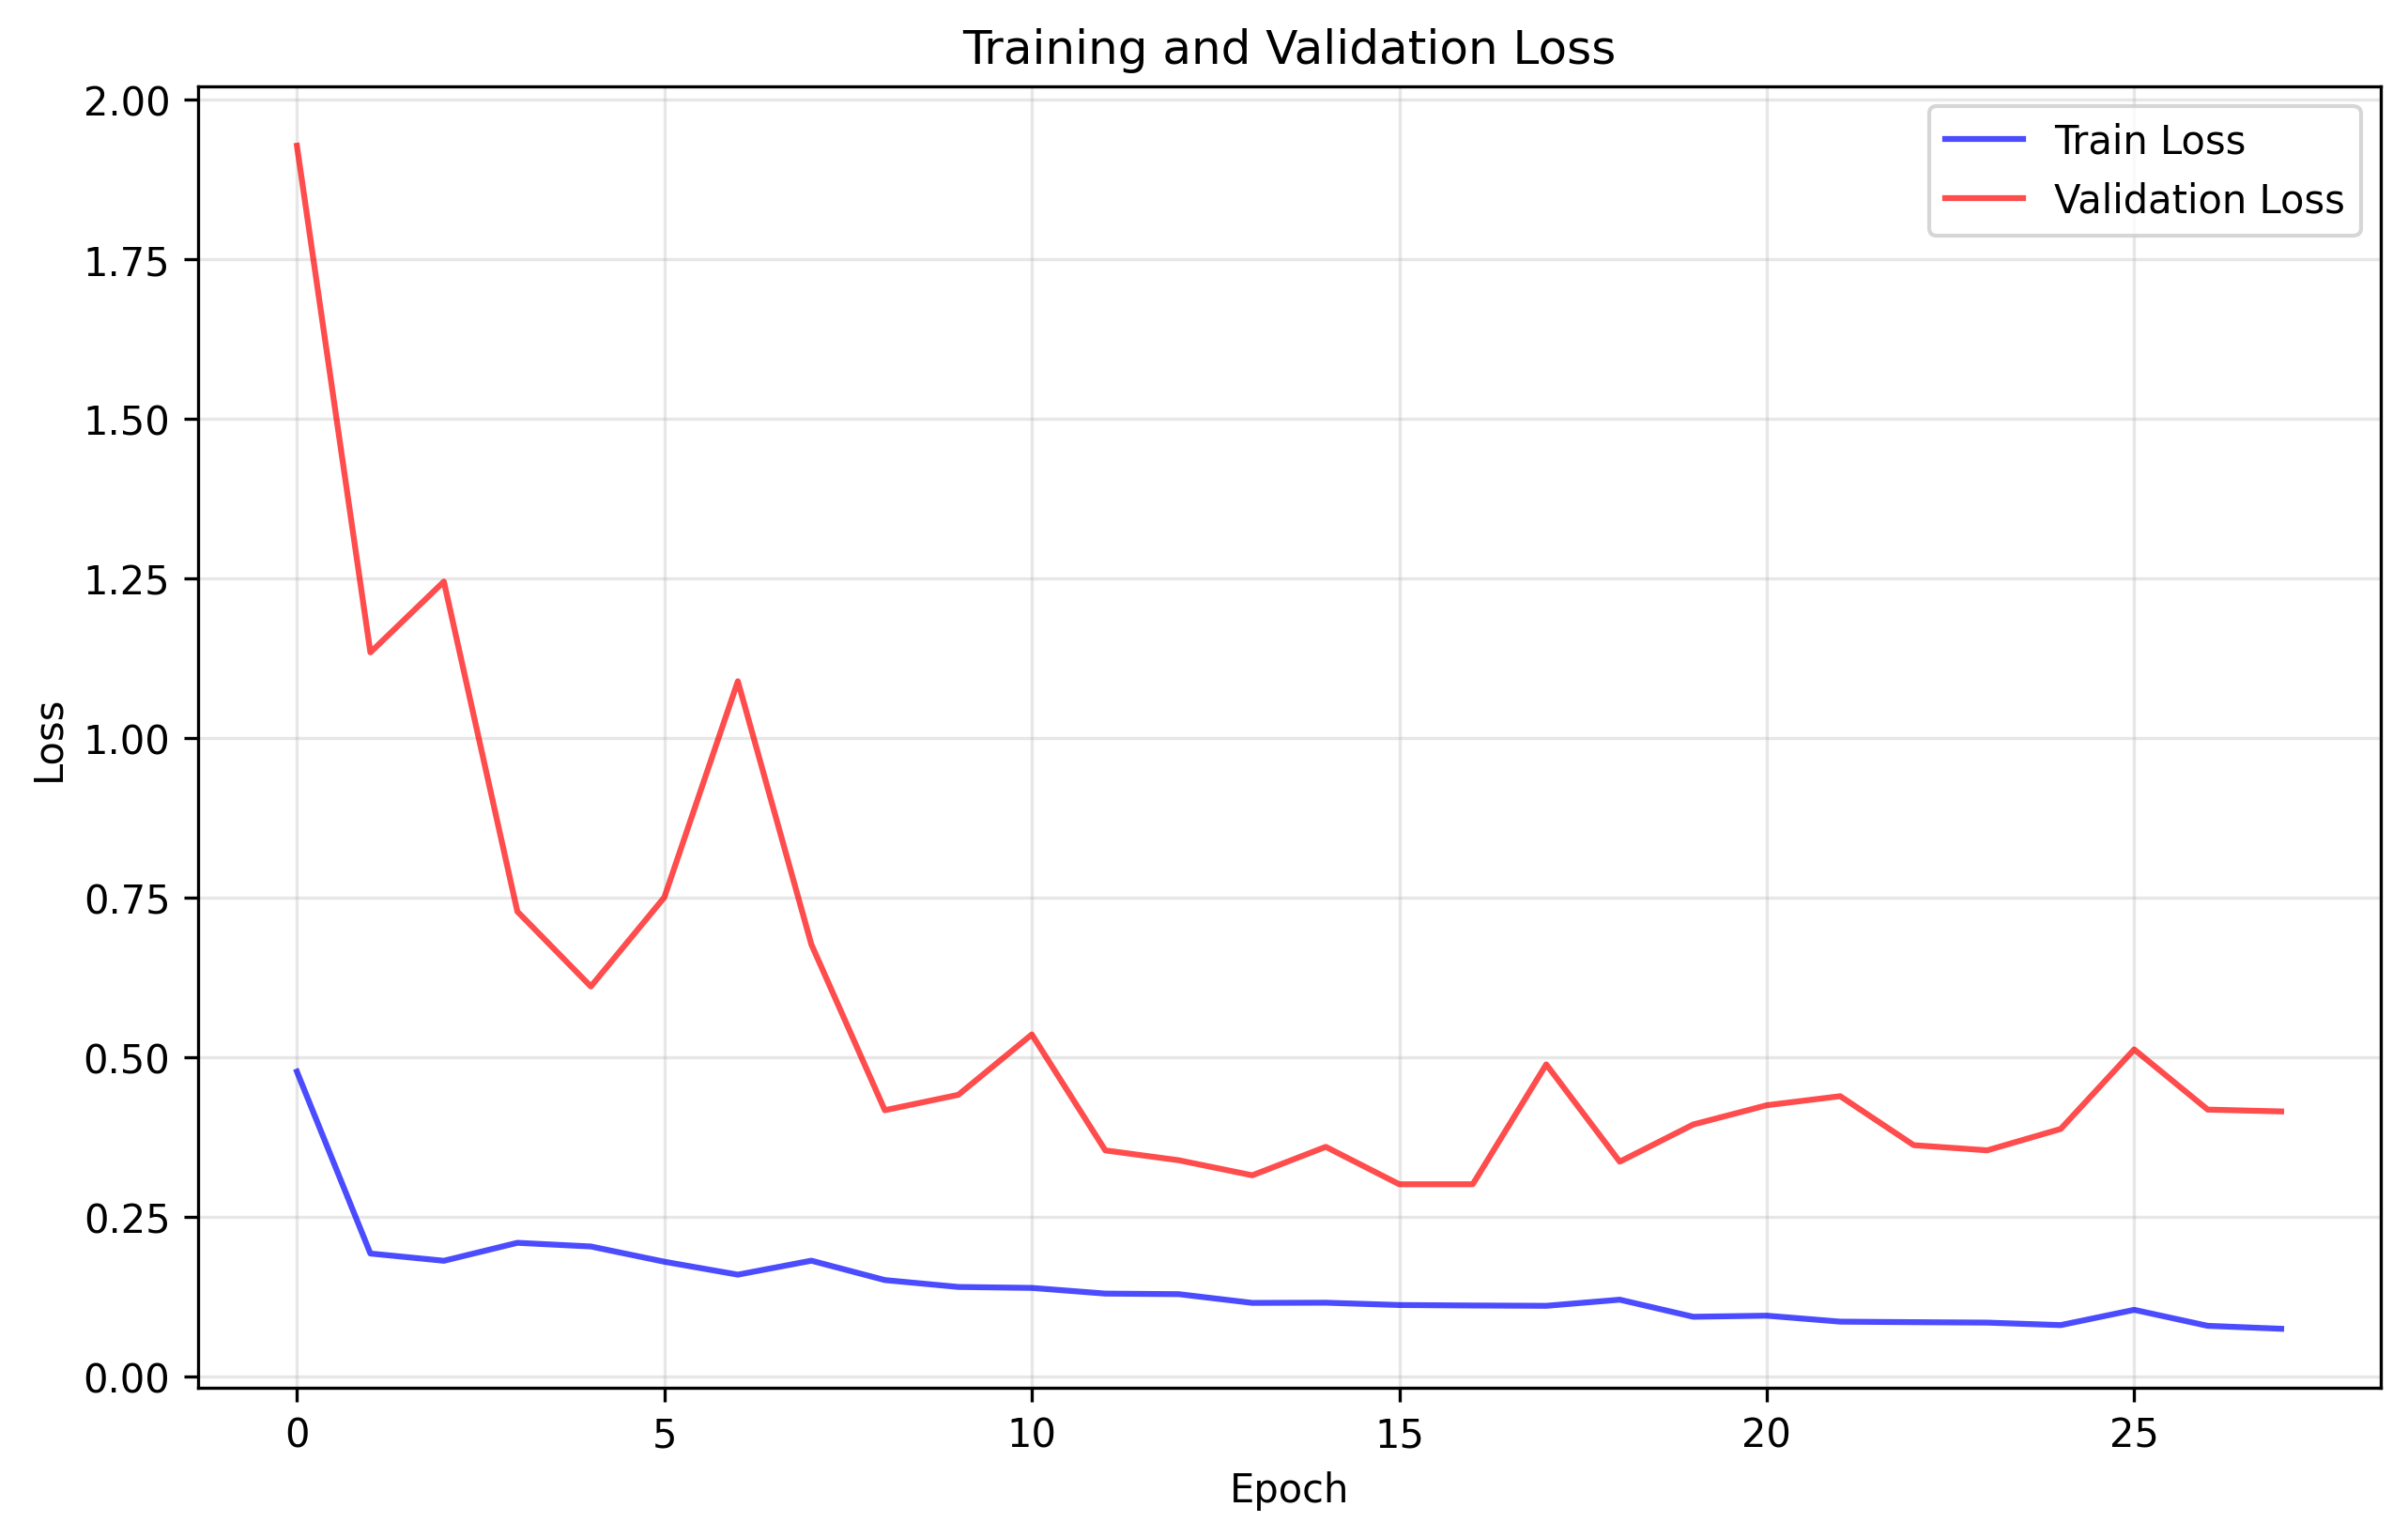 Training and Validation Loss
Train Loss
Validation Loss
2.00
1.75
1.50
1.25
1.00
0.75
0.50
0.25
0.00
Loss
0 5 10 15 20 25
Epoch